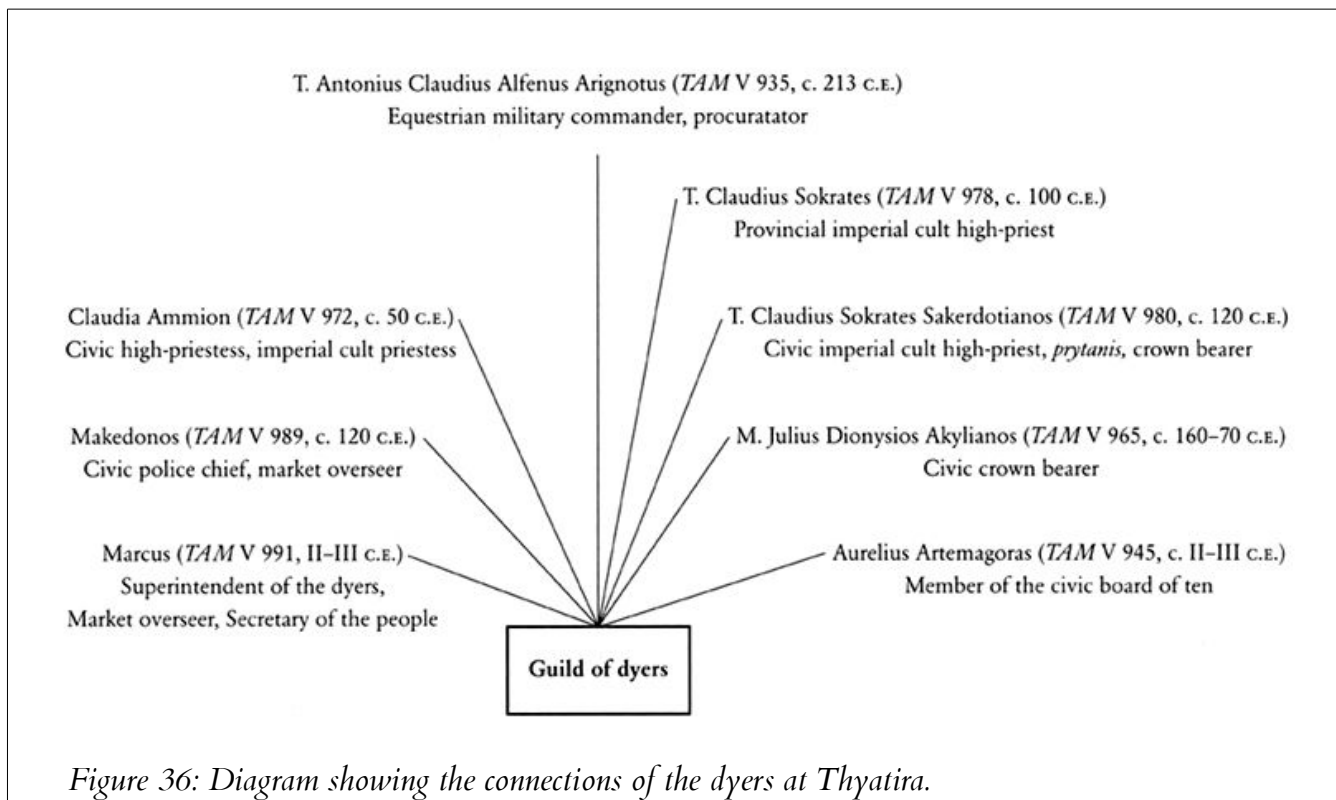 T. Antonius Claudius Alfenus Arignotus (TAM V 935, c. 213 C.E.)
Equestrian military commander, procuratator
T. Claudius Sokrates (TAM V 978, c. 100 C.E.)
Provincial imperial cult high-priest
Claudia Ammion (TAM V 972, c. 50 C.E.)
Civic high-priestess, imperial cult priestess
T. Claudius Sokrates Sakerdotianos (TAM V 980, c. 120 C.E.)
Civic imperial cult high-priest, prytanis, crown bearer
Makedonos (TAM V 989, c. 120 C.E.)
Civic police chief, market overseer
M. Julius Dionysios Akylianos (TAM V 965, c. 160–70 C.E.)
Civic crown bearer
Marcus (TAM V 991, II–III C.E.)
Superintendent of the dyers,
Market overseer, Secretary of the people
Aurelius Artemagoras (TAM V 945, c. II–III C.E.)
Member of the civic board of ten
Guild of dyers
Figure 36: Diagram showing the connections of the dyers at Thyatira.